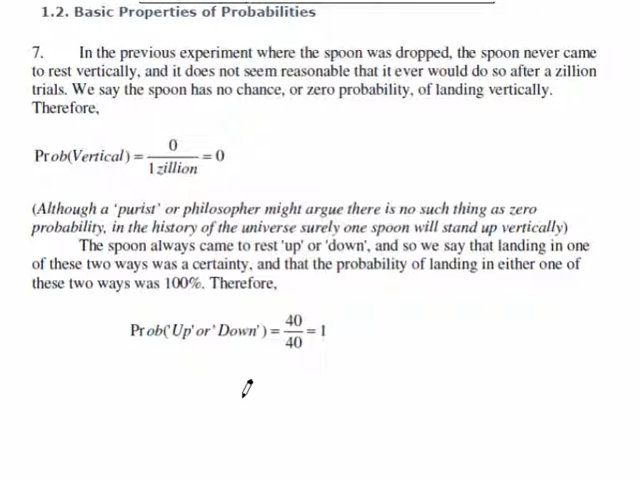 1.2. Basic Properties of Probabilities
7. In the previous experiment where the spoon was dropped, the spoon never came
to rest vertically, and it does not seem reasonable that it ever would do so after a zillion
trials. We say the spoon has no chance, or zero probability, of landing vertically.
Therefore,
Prob(Vertical) = 0 / 1 zillion = 0
(Although a 'purist' or philosopher might argue there is no such thing as zero
probability, in the history of the universe surely one spoon will stand up vertically)
The spoon always came to rest 'up' or 'down', and so we say that landing in one
of these two ways was a certainty, and that the probability of landing in either one of
these two ways was 100%. Therefore,
Prob('Up' or 'Down') = 40 / 40 = 1